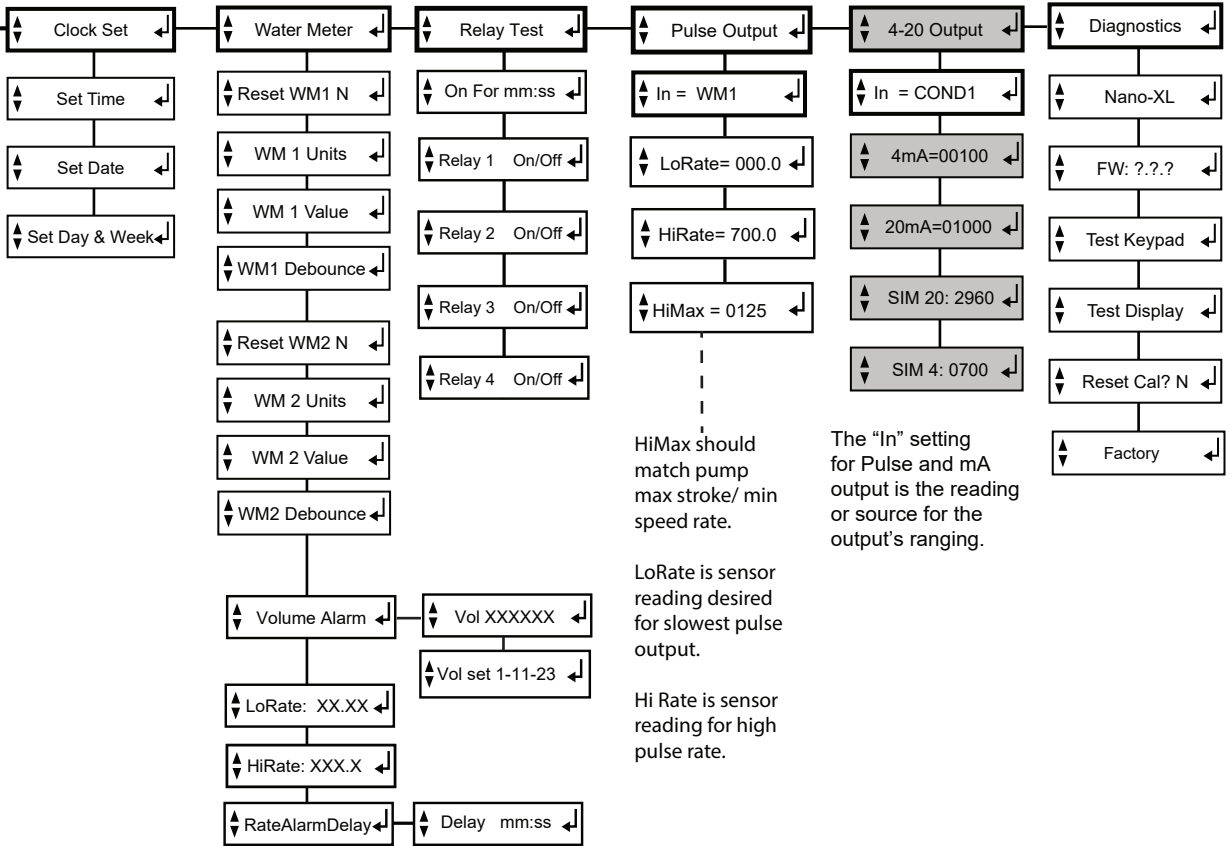 Clock Set
Set Time
Set Date
Set Day & Week
Water Meter
Reset WM1 N
WM 1 Units
WM 1 Value
WM1 Debounce
Reset WM2 N
WM 2 Units
WM 2 Value
WM2 Debounce
Volume Alarm
Vol XXXXXX
Vol set 1-11-23
LoRate: XX.XX
HiRate: XXX.X
RateAlarmDelay
Delay mm:ss
Relay Test
On For mm:ss
Relay 1 On/Off
Relay 2 On/Off
Relay 3 On/Off
Relay 4 On/Off
Pulse Output
In = WM1
LoRate= 000.0
HiRate= 700.0
HiMax = 0125
HiMax should
match pump
max stroke/ min
speed rate.
LoRate is sensor
reading desired
for slowest pulse
output.
Hi Rate is sensor
reading for high
pulse rate.
4-20 Output
In = COND1
4mA=00100
20mA=01000
SIM 20: 2960
SIM 4: 0700
The “In” setting
for Pulse and mA
output is the reading
or source for the
output’s ranging.
Diagnostics
Nano-XL
FW: ?.?.?
Test Keypad
Test Display
Reset Cal? N
Factory